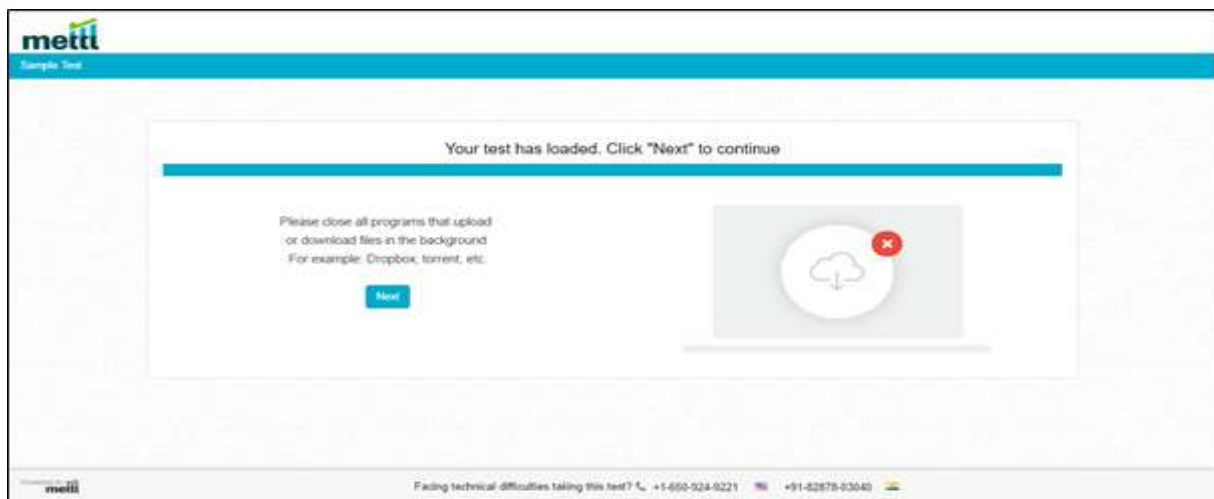 mettl
Sample Test
Your test has loaded. Click "Next" to continue
Please close all programs that upload
or download files in the background
For example: Dropbox, torrent, etc.
Next
mettl
Facing technical difficulties taking this test? +1-650-924-9221 +91-82878-03040